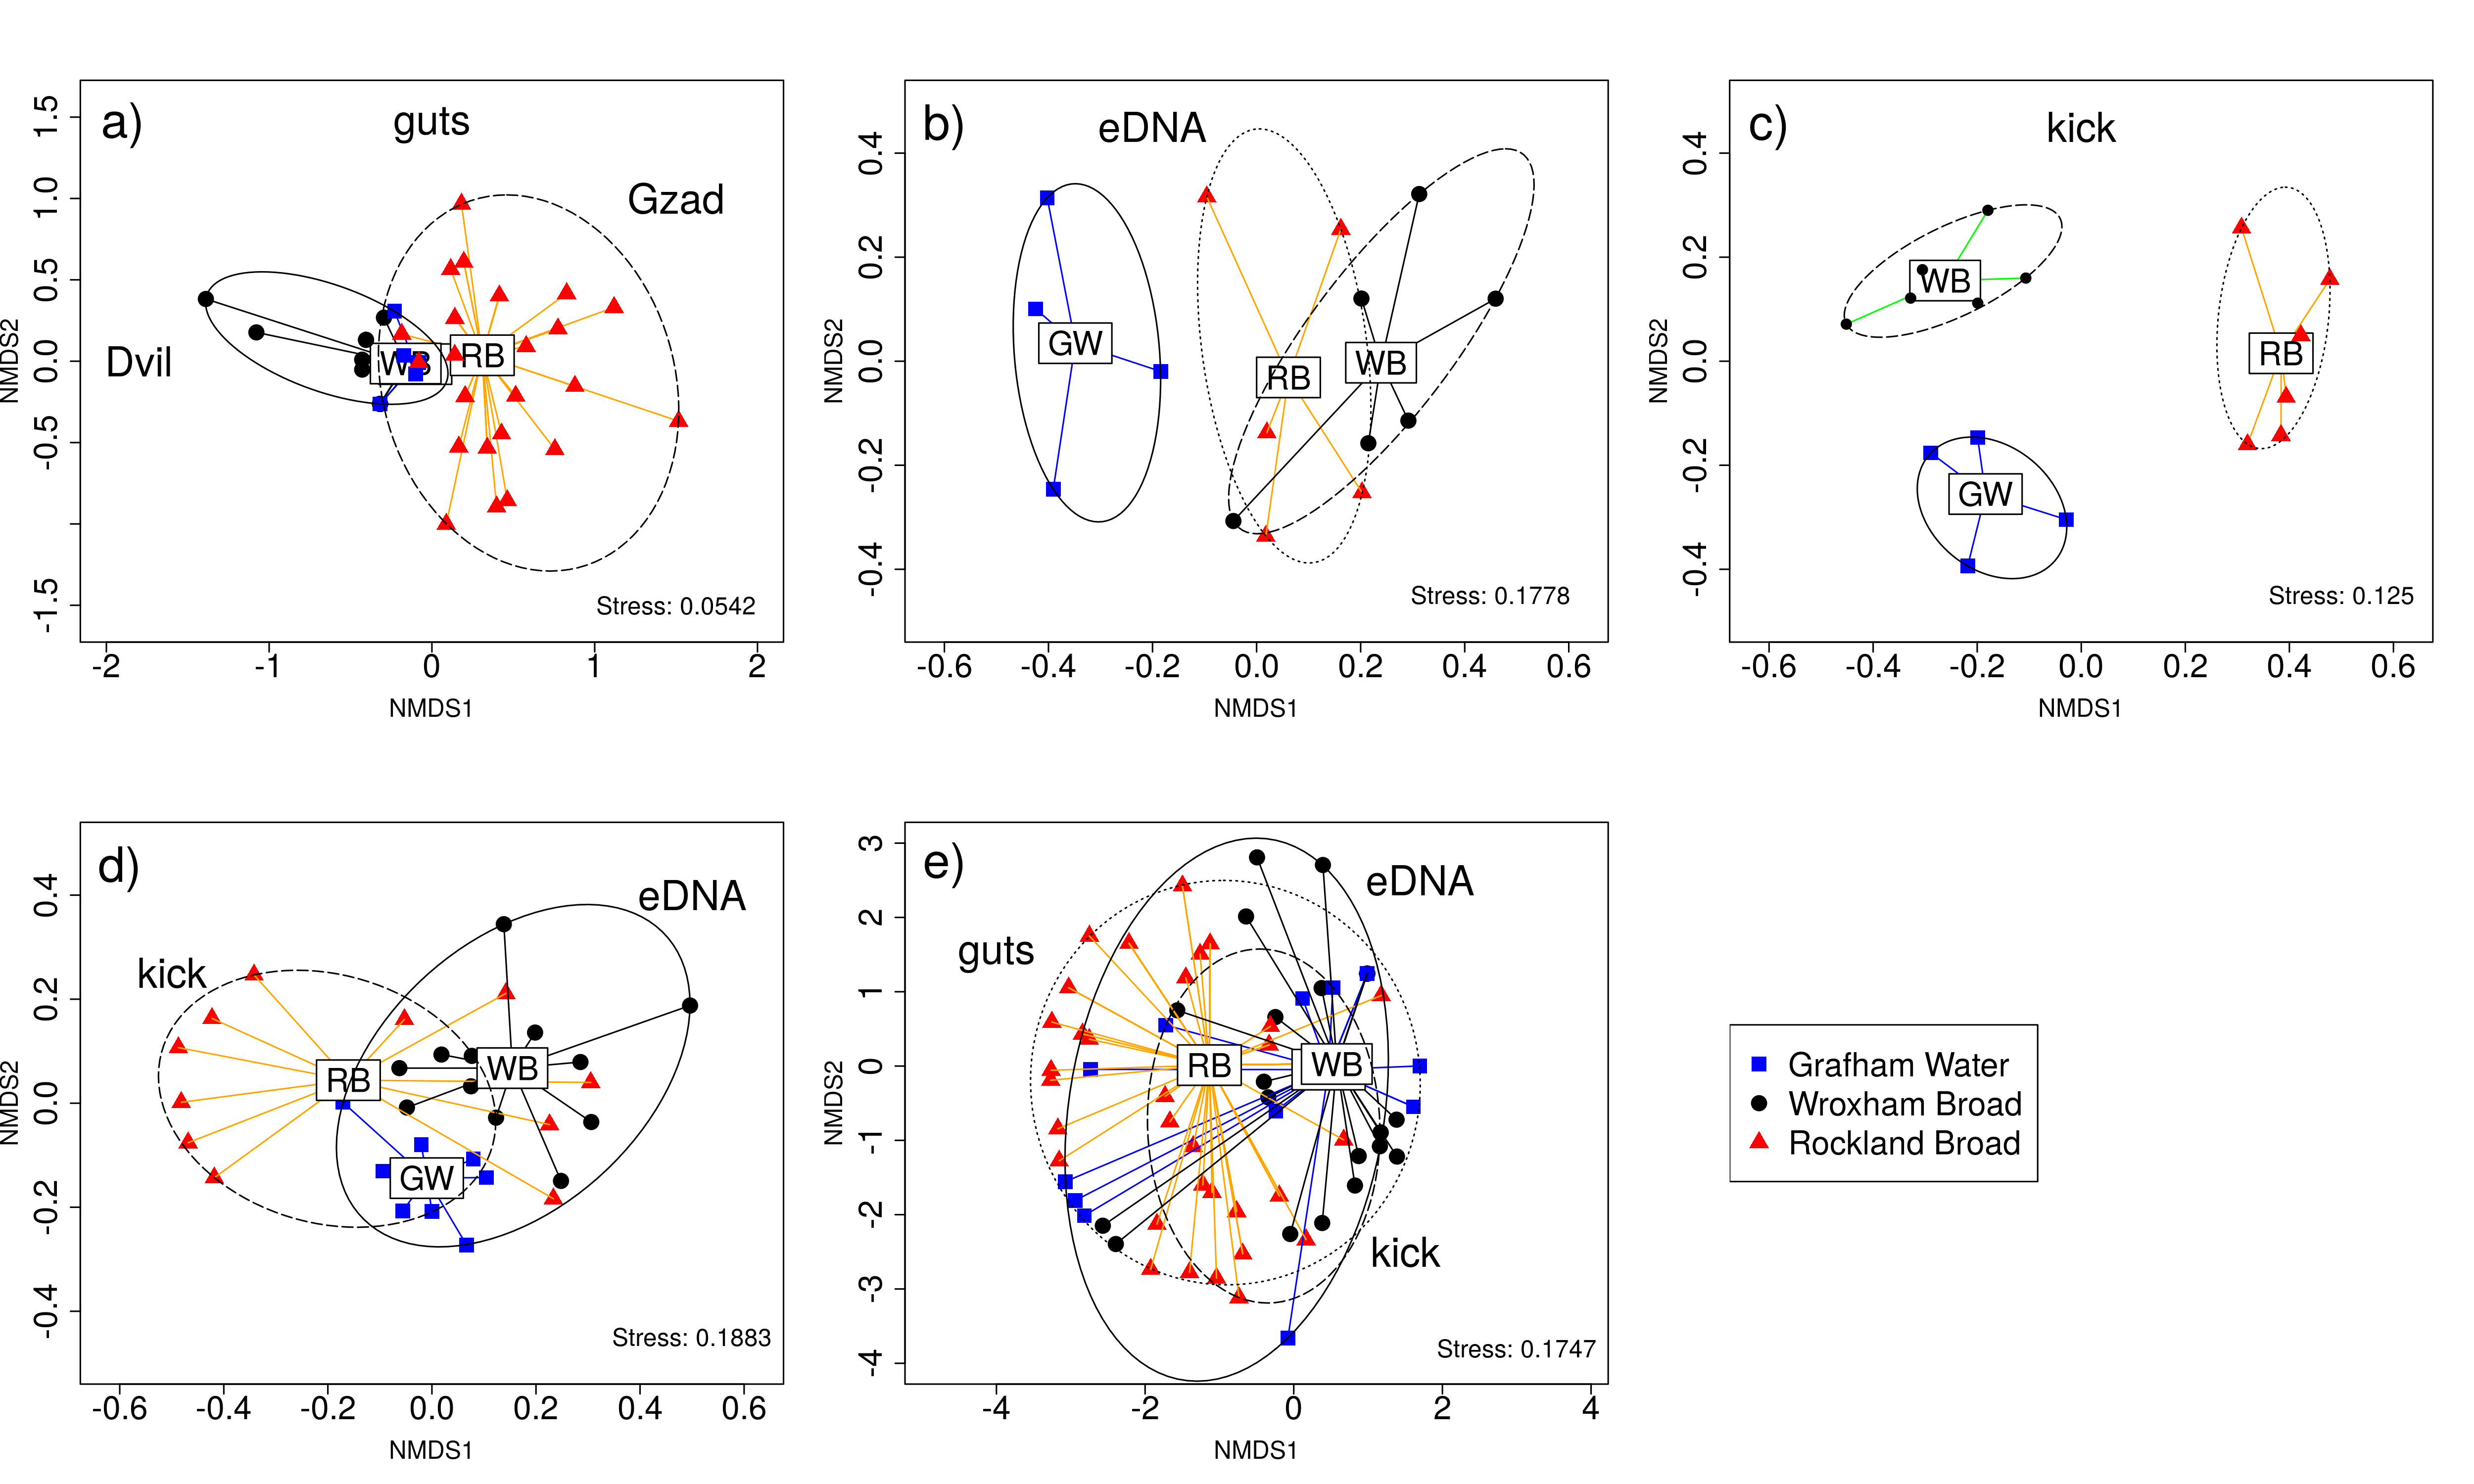 a)
guts
Gzad
Dvil
WB
RB
Stress: 0.0542
1.5
1.0
0.5
0.0
-0.5
-1.5
NMDS2
-2
-1
0
1
2
NMDS1
b)
eDNA
GW
RB
WB
Stress: 0.1778
0.4
0.2
0.0
-0.2
-0.4
NMDS2
-0.6
-0.4
-0.2
0.0
0.2
0.4
0.6
NMDS1
c)
kick
WB
RB
GW
Stress: 0.125
0.4
0.2
0.0
-0.2
-0.4
NMDS2
-0.6
-0.4
-0.2
0.0
0.2
0.4
0.6
NMDS1
d)
eDNA
kick
RB
WB
GW
Stress: 0.1883
0.4
0.2
0.0
-0.2
-0.4
NMDS2
-0.6
-0.4
-0.2
0.0
0.2
0.4
0.6
NMDS1
e)
eDNA
guts
RB
WB
kick
Stress: 0.1747
3
2
1
0
-1
-2
-3
-4
NMDS2
-4
-2
0
2
4
NMDS1
Grafham Water
Wroxham Broad
Rockland Broad